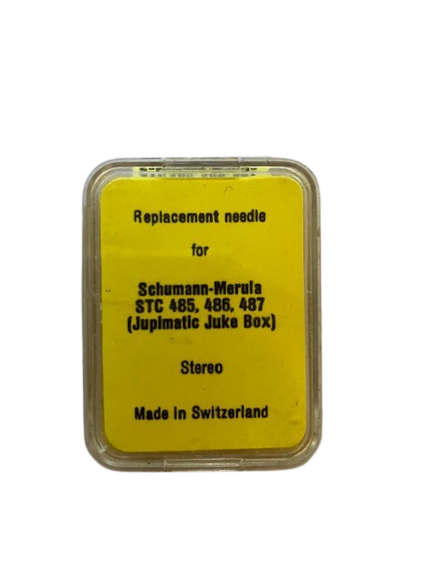 Replacement needle
for
Schumann-Merula
STC 485, 486, 487
(Jupimatic Juke Box)
Stereo
Made in Switzerland